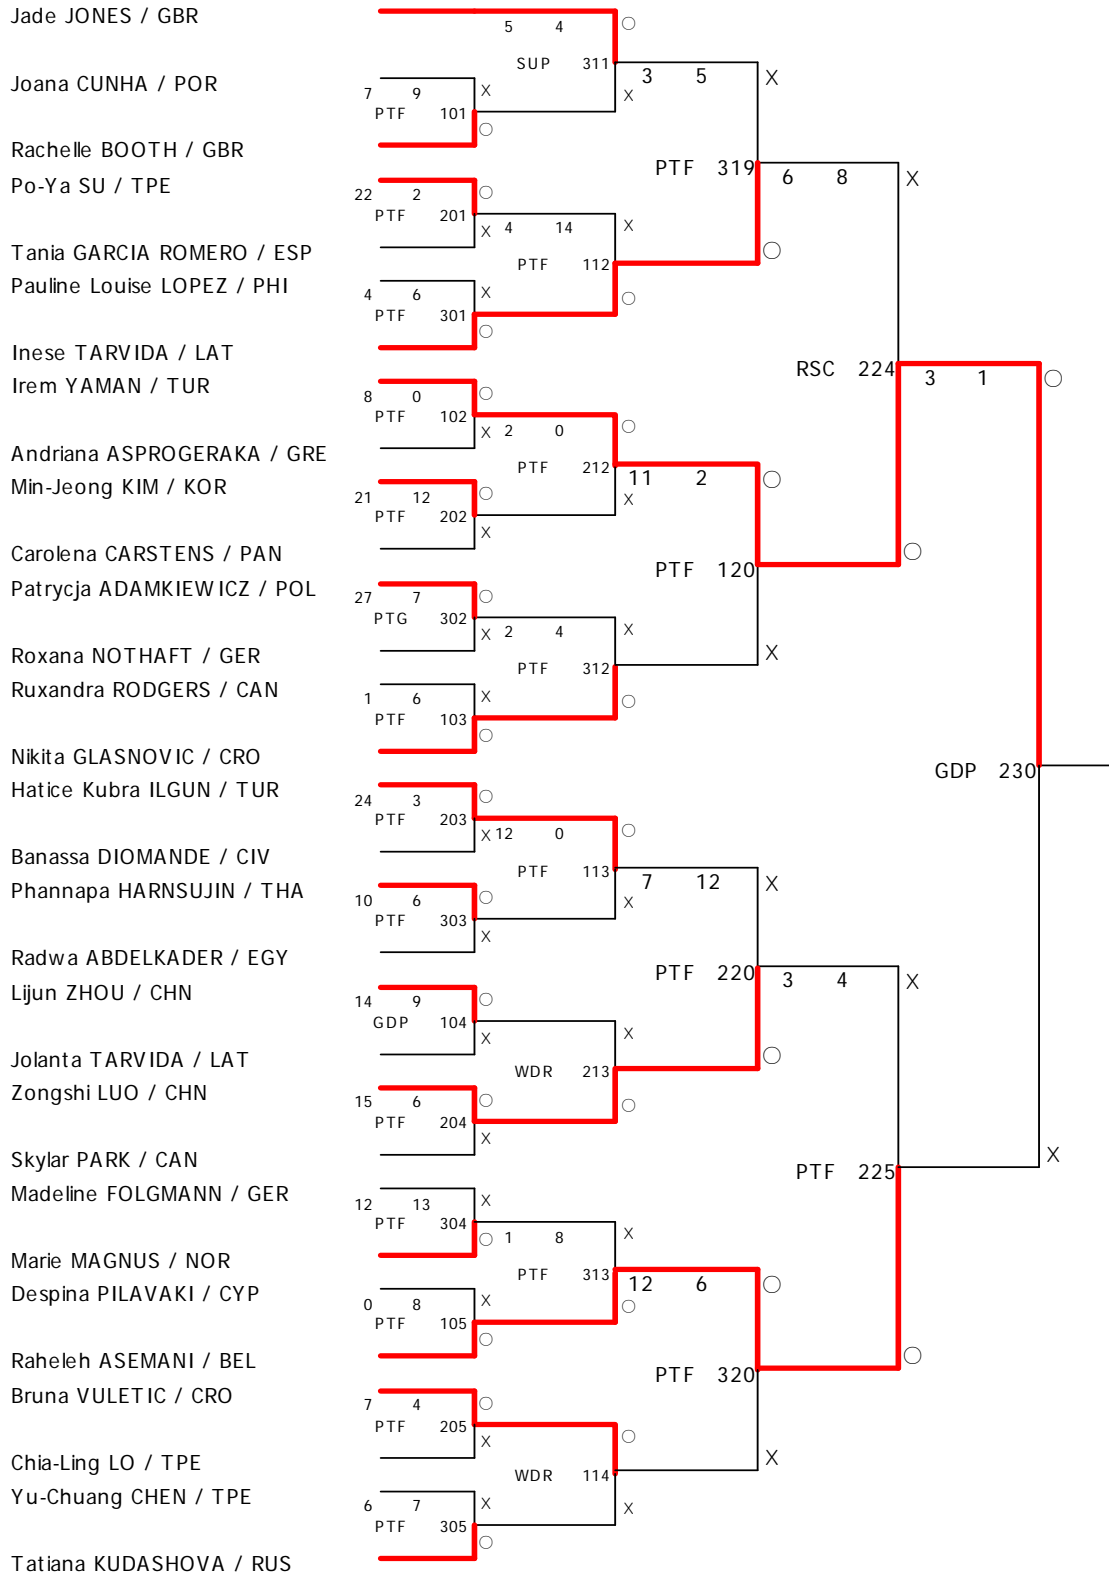 Jade JONES / GBR
5 4 ○
SUP 311
3 5 X
Joana CUNHA / POR
7 9 X X
PTF 101
○
Rachelle BOOTH / GBR
PTF 319
6 8 X
Po-Ya SU / TPE
22 2 ○
PTF 201
X 4 14 X
Tania GARCIA ROMERO / ESP
○
PTF 112
Pauline Louise LOPEZ / PHI
4 6 X ○
PTF 301
○
Inese TARVIDA / LAT
RSC 224
3 1 ○
Irem YAMAN / TUR
8 0 ○
PTF 102
X 2 0 ○
Andriana ASPROGERAKA / GRE
PTF 212
11 2 ○
Min-Jeong KIM / KOR
21 12 ○ X
PTF 202
X
Carolena CARSTENS / PAN
○
PTF 120
Patrycja ADAMKIEWICZ / POL
27 7 ○
PTG 302
X 2 4 X
Roxana NOTHAFT / GER
X
PTF 312
Ruxandra RODGERS / CAN
1 6 X ○
PTF 103
○
Nikita GLASNOVIC / CRO
GDP 230
Hatice Kubra ILGUN / TUR
24 3 ○
PTF 203
X 12 0 ○
Banassa DIOMANDE / CIV
PTF 113
7 12 X
Phannapa HARNSUJIN / THA
10 6 ○ X
PTF 303
X
Radwa ABDELKADER / EGY
PTF 220
3 4 X
Lijun ZHOU / CHN
14 9 ○
GDP 104
X X
Jolanta TARVIDA / LAT
○
WDR 213
Zongshi LUO / CHN
15 6 ○ ○
PTF 204
X
Skylar PARK / CAN
X
PTF 225
Madeline FOLGMANN / GER
12 13 X
PTF 304
○ 1 8 X
Marie MAGNUS / NOR
PTF 313
12 6 ○
Despina PILAVAKI / CYP
0 8 X ○
PTF 105
○
Raheleh ASEMANI / BEL
○
PTF 320
Bruna VULETIC / CRO
7 4 ○
PTF 205
X ○
Chia-Ling LO / TPE
X
WDR 114
Yu-Chuang CHEN / TPE
6 7 X X
PTF 305
○
Tatiana KUDASHOVA / RUS